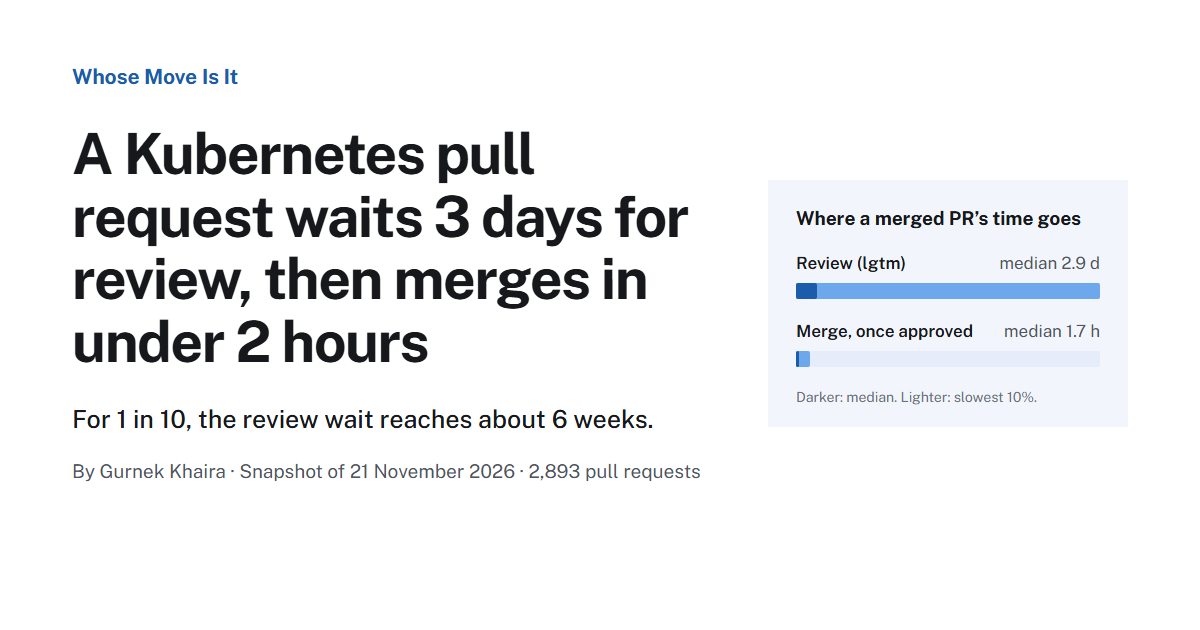 Whose Move Is It
A Kubernetes pull
request waits 3 days for
review, then merges in
under 2 hours
For 1 in 10, the review wait reaches about 6 weeks.
By Gurnek Khaira · Snapshot of 21 November 2026 · 2,893 pull requests
Where a merged PR’s time goes
Review (lgtm) median 2.9 d
Merge, once approved median 1.7 h
Darker: median. Lighter: slowest 10%.